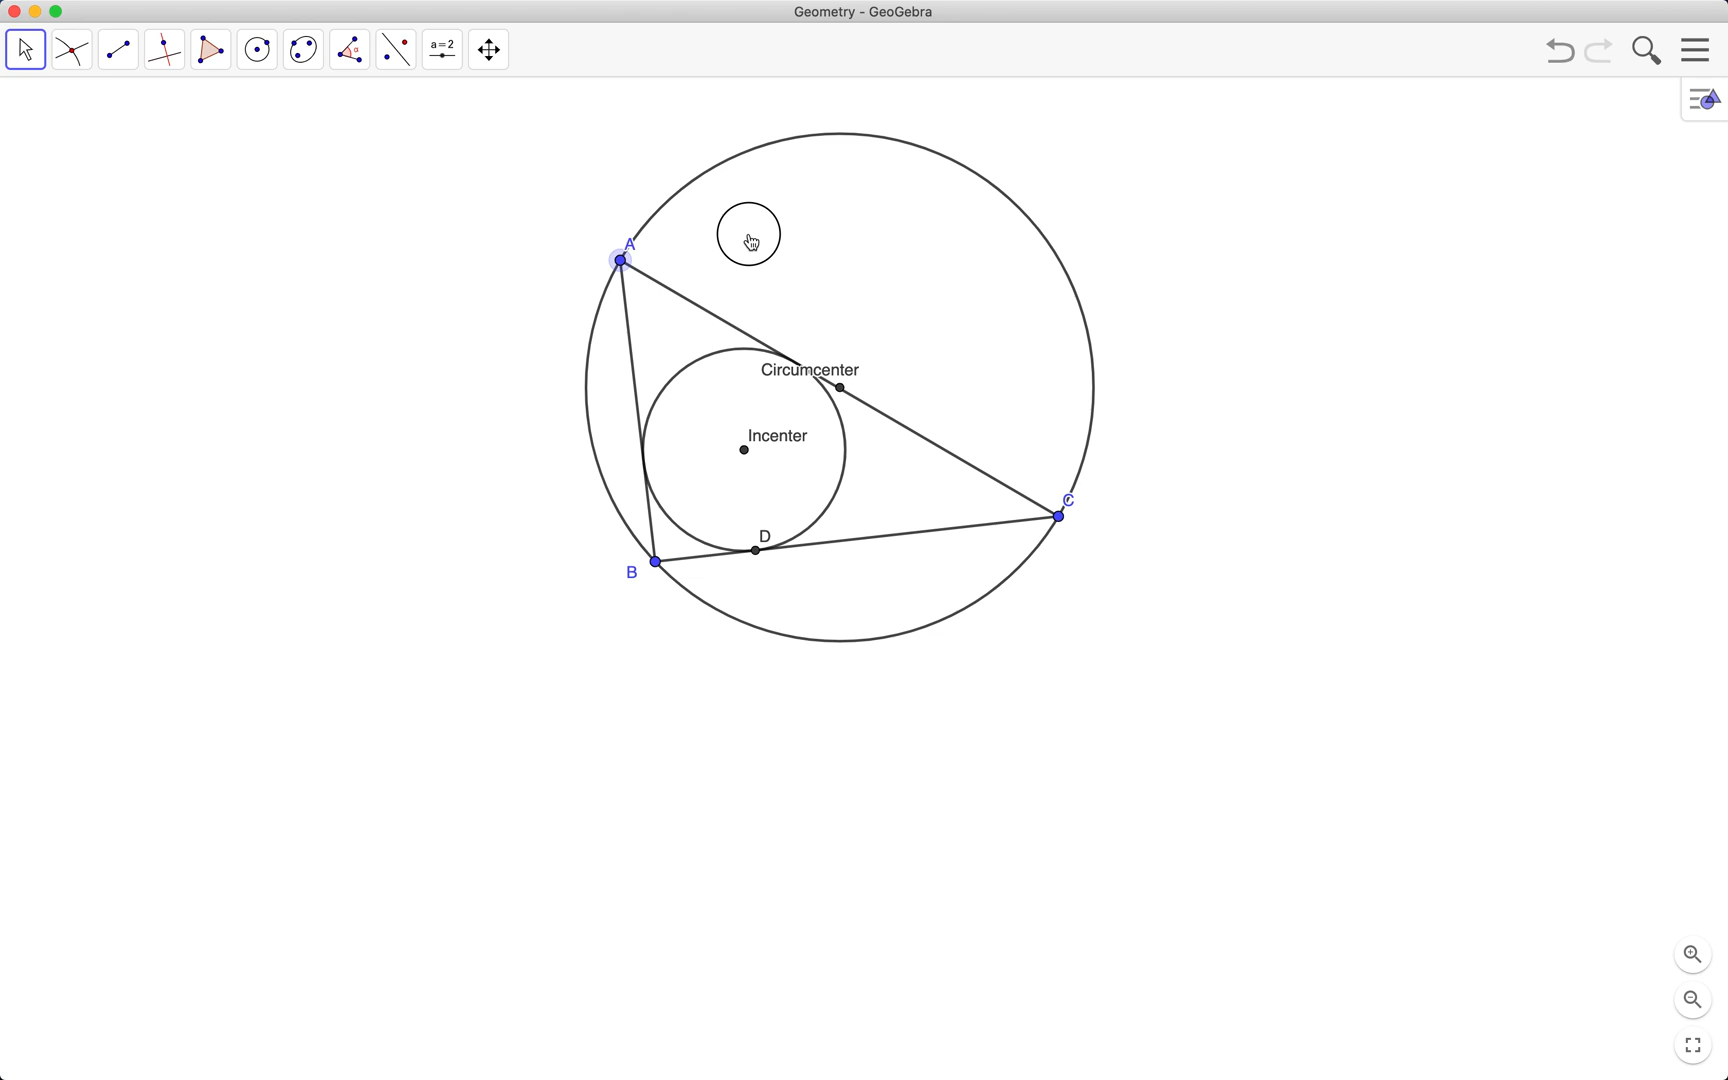 Geometry - GeoGebra
α
a=2
A
Circumcenter
Incenter
C
D
B